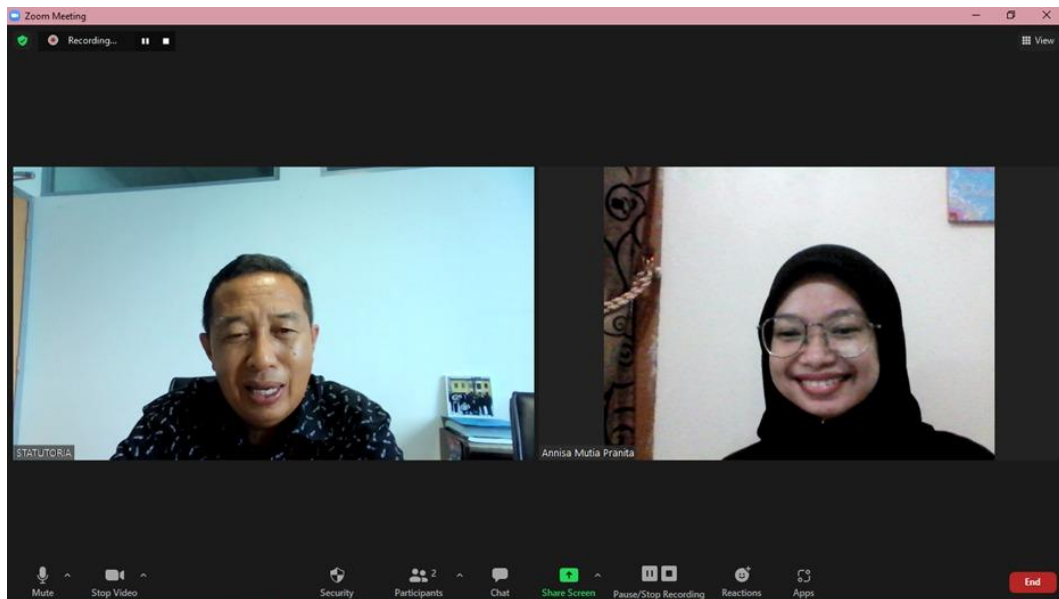 Zoom Meeting
Recording...
View
STATUTORIA
Annisa Mutia Pranita
2
Mute
Stop Video
Security
Participants
Chat
Share Screen
Pause/Stop Recording
Reactions
Apps
End